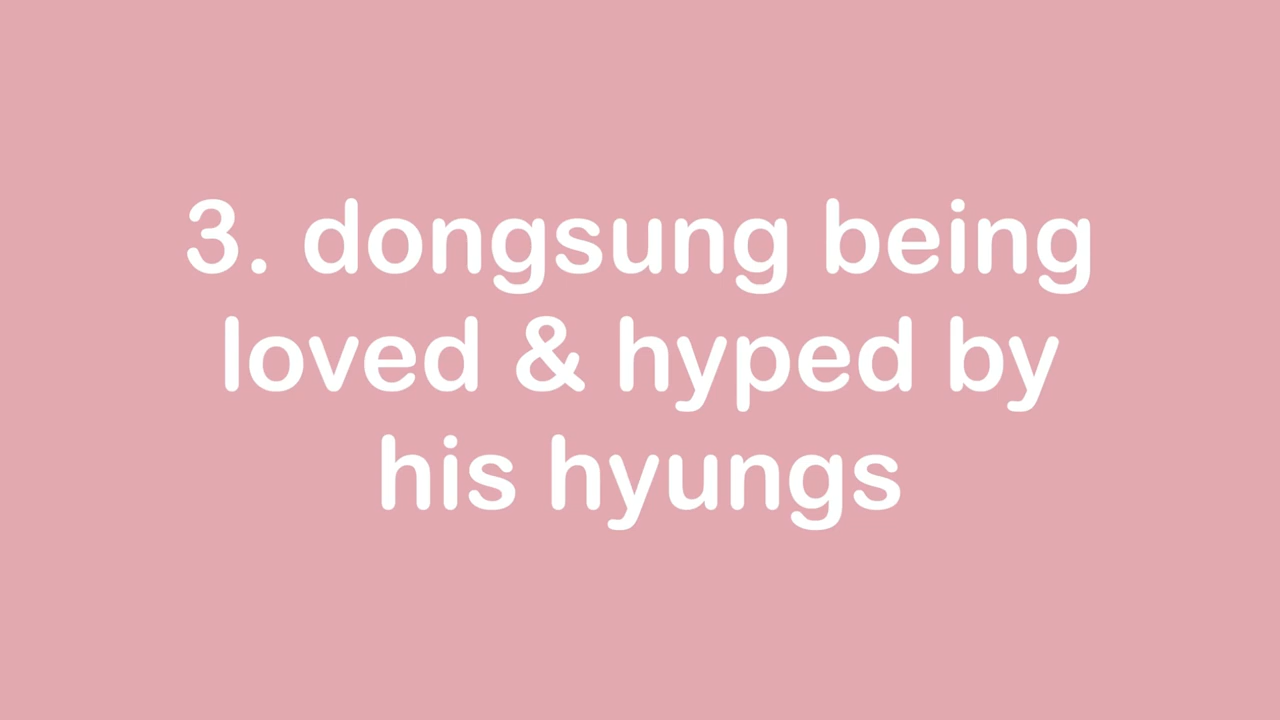 3. dongsung being
loved & hyped by
his hyungs